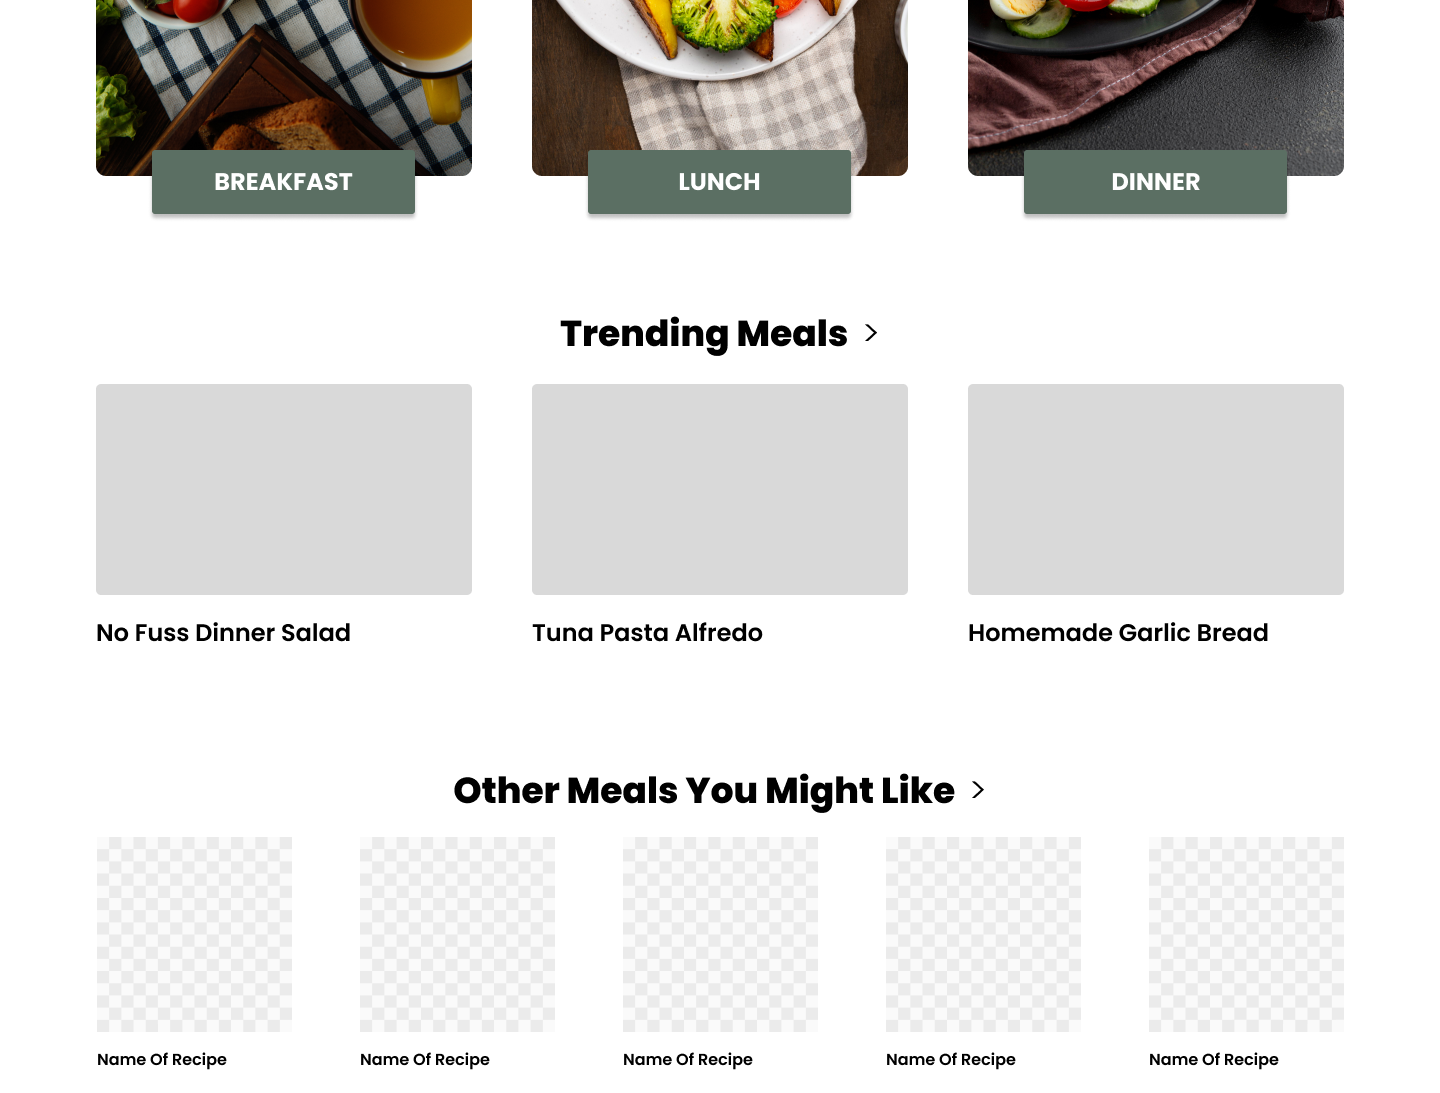 BREAKFAST LUNCH DINNER
Trending Meals >
No Fuss Dinner Salad
Tuna Pasta Alfredo
Homemade Garlic Bread
Other Meals You Might Like >
Name Of Recipe
Name Of Recipe
Name Of Recipe
Name Of Recipe
Name Of Recipe